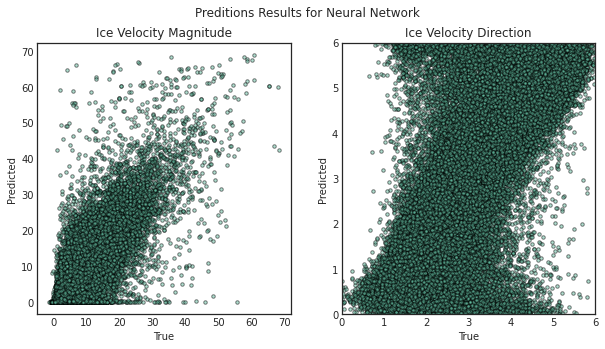 Preditions Results for Neural Network
Ice Velocity Magnitude
Ice Velocity Direction
70
60
50
40
30
20
10
0
Predicted
0 10 20 30 40 50 60 70
True
6
5
4
3
2
1
0
Predicted
0 1 2 3 4 5 6
True